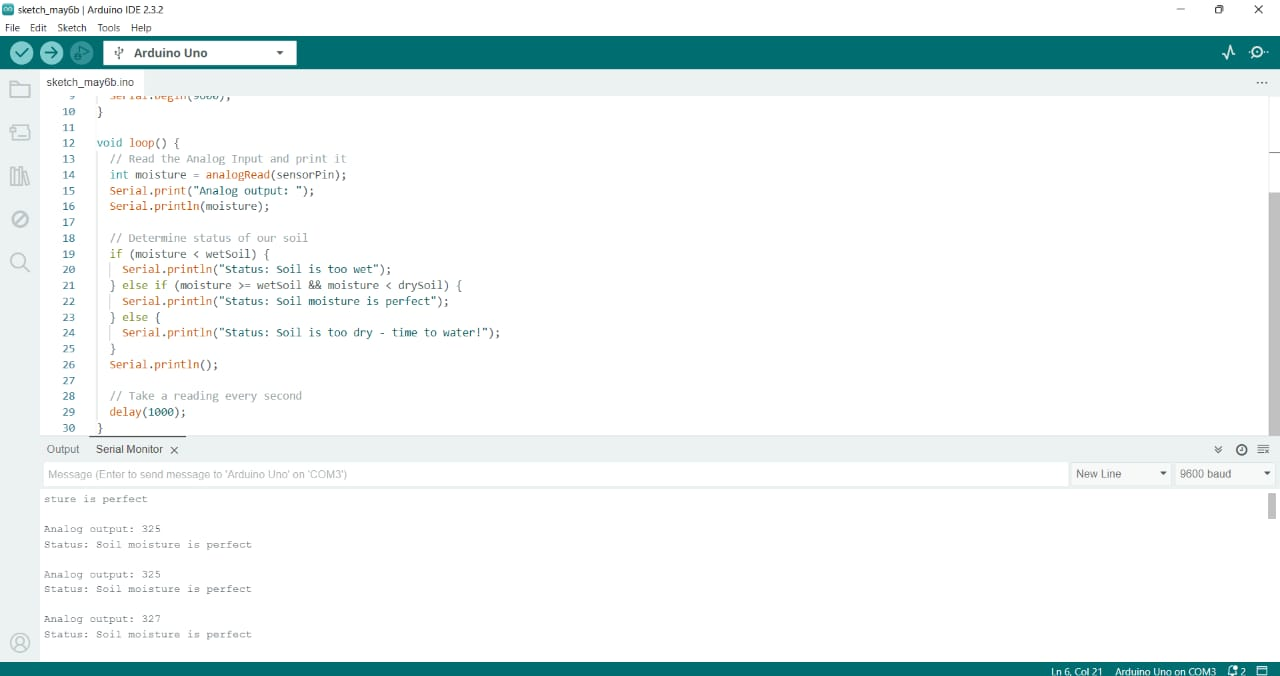 sketch_may6b | Arduino IDE 2.3.2
File Edit Sketch Tools Help
Arduino Uno
sketch_may6b.ino
9 Serial.begin(9600);
10 }
11
12 void loop() {
13 // Read the Analog Input and print it
14 int moisture = analogRead(sensorPin);
15 Serial.print("Analog output: ");
16 Serial.println(moisture);
17
18 // Determine status of our soil
19 if (moisture < wetSoil) {
20 Serial.println("Status: Soil is too wet");
21 } else if (moisture >= wetSoil && moisture < drySoil) {
22 Serial.println("Status: Soil moisture is perfect");
23 } else {
24 Serial.println("Status: Soil is too dry - time to water!");
25 }
26 Serial.println();
27
28 // Take a reading every second
29 delay(1000);
30 }
Output Serial Monitor
Message (Enter to send message to 'Arduino Uno' on 'COM3') New Line 9600 baud
sture is perfect
Analog output: 325
Status: Soil moisture is perfect
Analog output: 325
Status: Soil moisture is perfect
Analog output: 327
Status: Soil moisture is perfect
Ln 6, Col 21 Arduino Uno on COM3 2